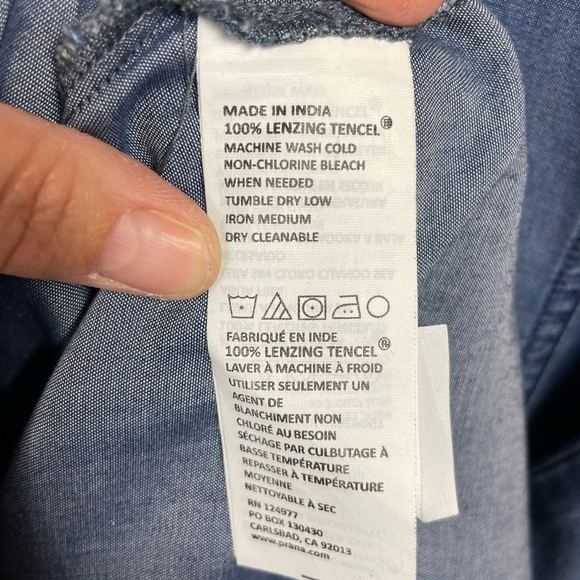 MADE IN INDIA
100% LENZING TENCEL®
MACHINE WASH COLD
NON-CHLORINE BLEACH
WHEN NEEDED
TUMBLE DRY LOW
IRON MEDIUM
DRY CLEANABLE
FABRIQUÉ EN INDE
100% LENZING TENCEL®
LAVER À MACHINE À FROID
UTILISER SEULEMENT UN
AGENT DE
BLANCHIMENT NON
CHLORÉ AU BESOIN
SÉCHAGE PAR CULBUTAGE À
BASSE TEMPÉRATURE
REPASSER À TEMPÉRATURE
MOYENNE
NETTOYABLE À SEC
RN 124977
PO BOX 130430
CARLSBAD, CA 92013
www.prana.com